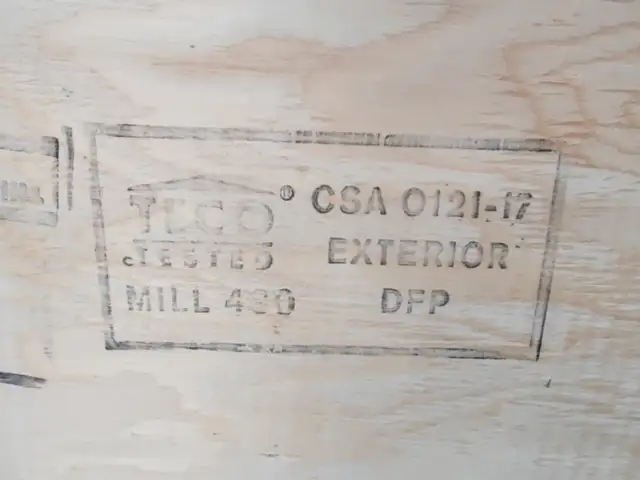 TECO® CSA O121-17
TESTED EXTERIOR
MILL 430 DFP